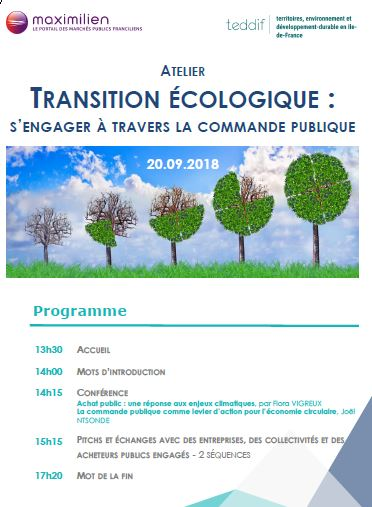 maximilien
LE PORTAIL DES MARCHÉS PUBLICS FRANCILIENS
teddif
territoires, environnement et
développement-durable en Ile-
de-France
ATELIER
TRANSITION ÉCOLOGIQUE :
S'ENGAGER À TRAVERS LA COMMANDE PUBLIQUE
20.09.2018
Programme
13h30 ACCUEIL
14h00 MOTS D'INTRODUCTION
14h15 CONFÉRENCE
Achat public : une réponse aux enjeux climatiques, par Flora VIGREUX
La commande publique comme levier d'action pour l'économie circulaire, Joël
NTSONDE
15h15 PITCHS ET ÉCHANGES AVEC DES ENTREPRISES, DES COLLECTIVITÉS ET DES
ACHETEURS PUBLICS ENGAGÉS - 2 SÉQUENCES
17h20 MOT DE LA FIN